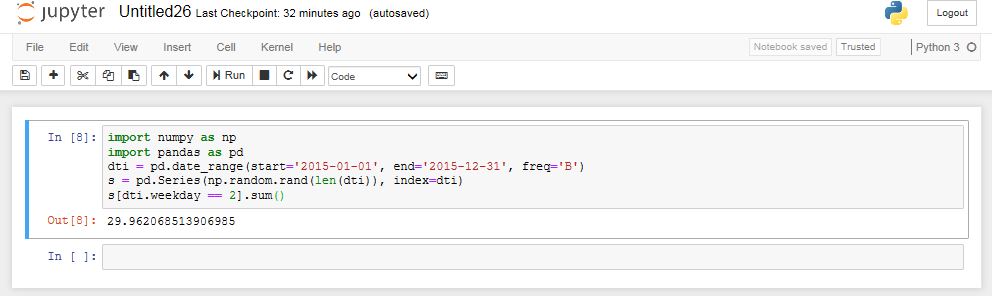 jupyter Untitled26 Last Checkpoint: 32 minutes ago (autosaved) Logout
File Edit View Insert Cell Kernel Help Notebook saved Trusted Python 3
Run Code
In [8]: import numpy as np
import pandas as pd
dti = pd.date_range(start='2015-01-01', end='2015-12-31', freq='B')
s = pd.Series(np.random.rand(len(dti)), index=dti)
s[dti.weekday == 2].sum()
Out[8]: 29.962068513906985
In [ ]: